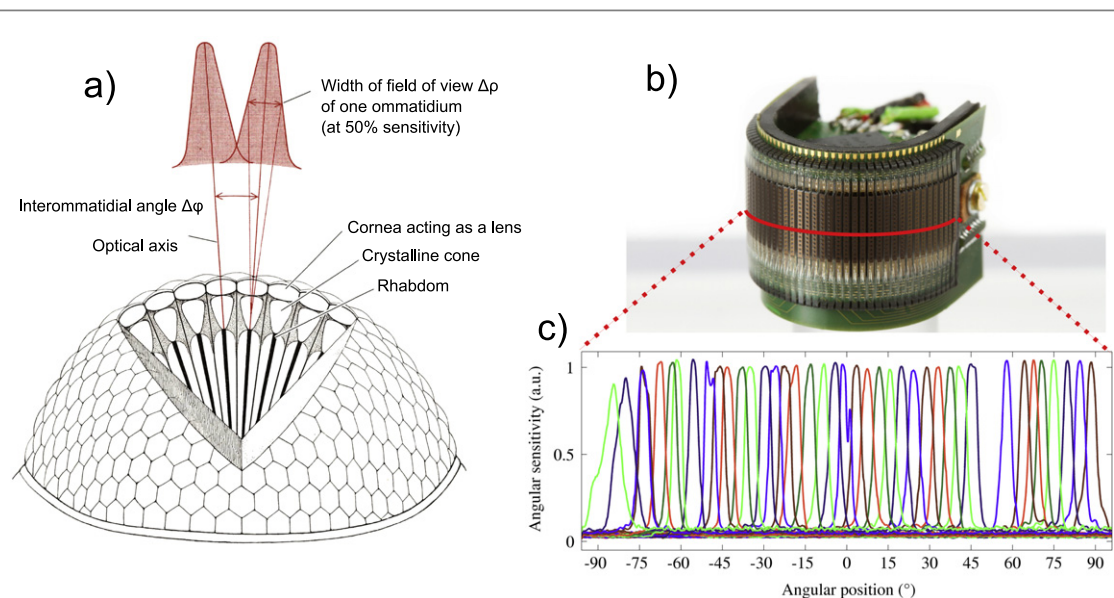 a)
Width of field of view Δρ
of one ommatidium
(at 50% sensitivity)
Interommatidial angle Δφ
Optical axis
Cornea acting as a lens
Crystalline cone
Rhabdom
b)
c)
Angular sensitivity (a.u.)
1
0.5
0
-90 -75 -60 -45 -30 -15 0 15 30 45 60 75 90
Angular position (°)